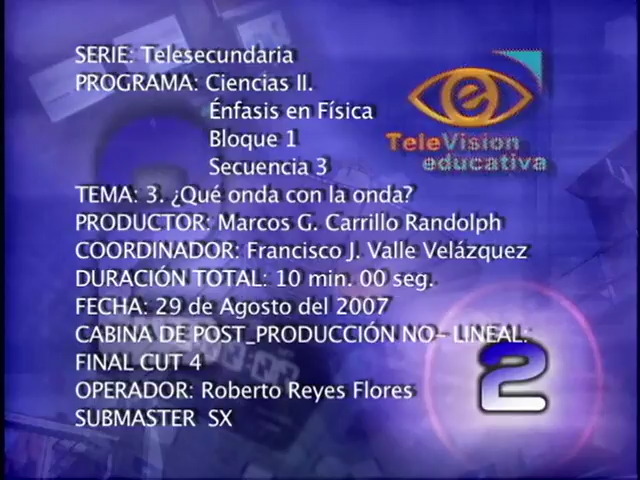 SERIE: Telesecundaria
PROGRAMA: Ciencias II.
Énfasis en Física
Bloque 1
Secuencia 3
e
TeleVision
educativa
TEMA: 3. ¿Qué onda con la onda?
PRODUCTOR: Marcos G. Carrillo Randolph
COORDINADOR: Francisco J. Valle Velázquez
DURACIÓN TOTAL: 10 min. 00 seg.
FECHA: 29 de Agosto del 2007
CABINA DE POST_PRODUCCIÓN NO- LINEAL:
FINAL CUT 4
OPERADOR: Roberto Reyes Flores
SUBMASTER SX
2